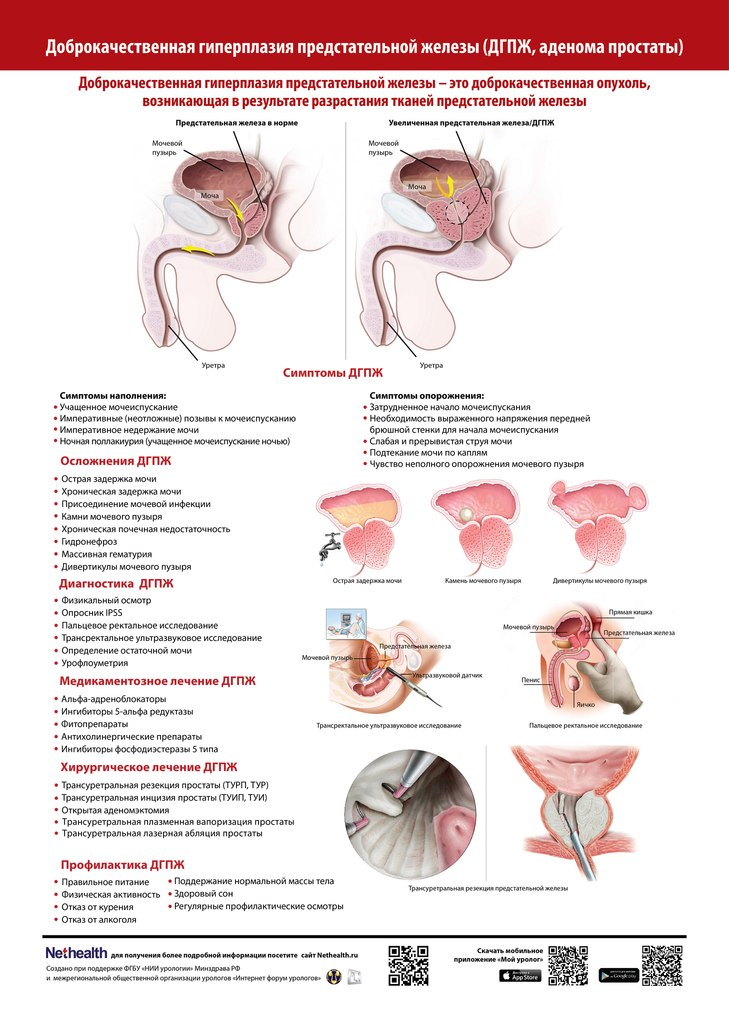 Доброкачественная гиперплазия предстательной железы (ДГПЖ, аденома простаты)
Доброкачественная гиперплазия предстательной железы – это доброкачественная опухоль,
возникающая в результате разрастания тканей предстательной железы
Предстательная железа в норме
Мочевой
пузырь
Моча
Уретра
Увеличенная предстательная железа/ДГПЖ
Мочевой
пузырь
Моча
Уретра
Симптомы ДГПЖ
Симптомы наполнения:
• Учащенное мочеиспускание
• Императивные (неотложные) позывы к мочеиспусканию
• Императивное недержание мочи
• Ночная поллакиурия (учащенное мочеиспускание ночью)
Симптомы опорожнения:
• Затрудненное начало мочеиспускания
• Необходимость выраженного напряжения передней
брюшной стенки для начала мочеиспускания
• Слабая и прерывистая струя мочи
• Подтекание мочи по каплям
• Чувство неполного опорожнения мочевого пузыря
Осложнения ДГПЖ
• Острая задержка мочи
• Хроническая задержка мочи
• Присоединение мочевой инфекции
• Камни мочевого пузыря
• Хроническая почечная недостаточность
• Гидронефроз
• Массивная гематурия
• Дивертикулы мочевого пузыря
Острая задержка мочи
Камень мочевого пузыря
Дивертикулы мочевого пузыря
Диагностика ДГПЖ
• Физикальный осмотр
• Опросник IPSS
• Пальцевое ректальное исследование
• Трансректальное ультразвуковое исследование
• Определение остаточной мочи
• Урофлоуметрия
Предстательная железа
Мочевой пузырь
Ультразвуковой датчик
Трансректальное ультразвуковое исследование
Прямая кишка
Мочевой пузырь
Предстательная железа
Пенис
Яичко
Пальцевое ректальное исследование
Медикаментозное лечение ДГПЖ
• Альфа-адреноблокаторы
• Ингибиторы 5-альфа редуктазы
• Фитопрепараты
• Антихолинергические препараты
• Ингибиторы фосфодиэстеразы 5 типа
Хирургическое лечение ДГПЖ
• Трансуретральная резекция простаты (ТУРП, ТУР)
• Трансуретральная инцизия простаты (ТУИП, ТУИ)
• Открытая аденомэктомия
• Трансуретральная плазменная вапоризация простаты
• Трансуретральная лазерная абляция простаты
Трансуретральная резекция предстательной железы
Профилактика ДГПЖ
• Правильное питание
• Физическая активность
• Отказ от курения
• Отказ от алкоголя
• Поддержание нормальной массы тела
• Здоровый сон
• Регулярные профилактические осмотры
Nethealth для получения более подробной информации посетите сайт Nethealth.ru
Создано при поддержке ФГБУ «НИИ урологии» Минздрава РФ
и межрегиональной общественной организации урологов «Интернет форум урологов»
Скачать мобильное
приложение «Мой уролог»
App Store
Google play